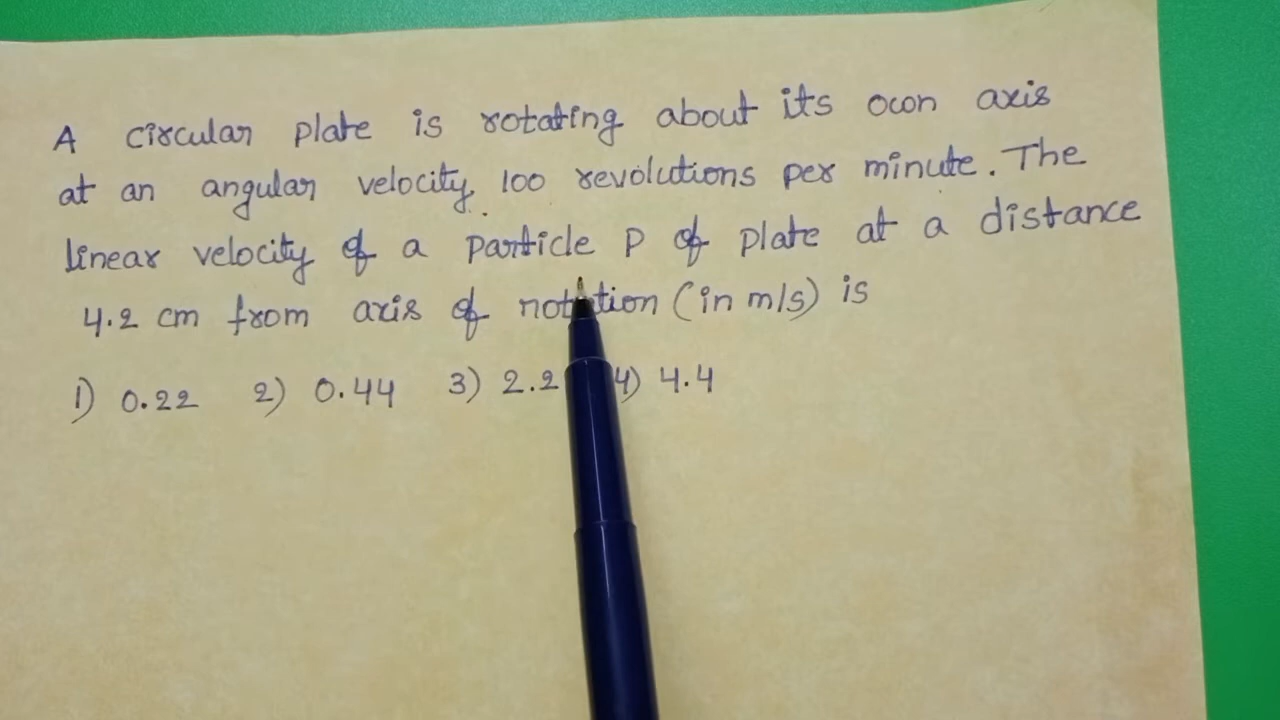 A circular plate is rotating about its own axis
at an angular velocity 100 revolutions per minute. The
linear velocity of a particle P of plate at a distance
4.2 cm from axis of rotation (in m/s) is
1) 0.22 2) 0.44 3) 2.2 4) 4.4